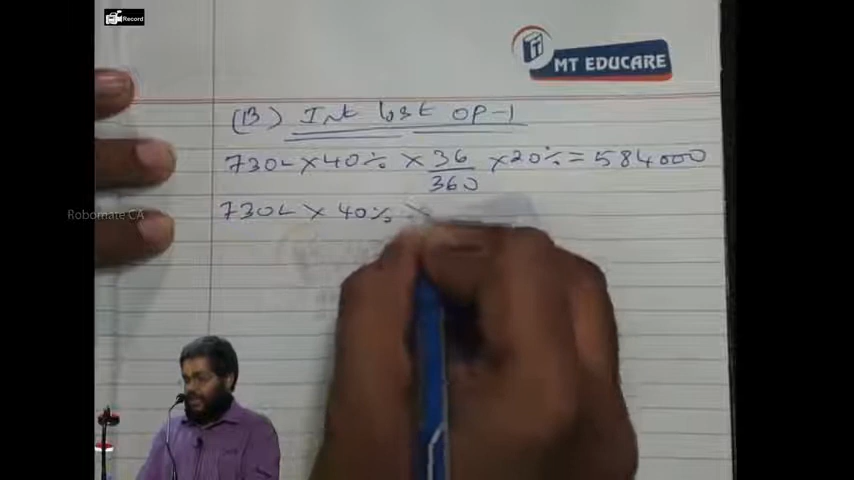 Record
MT EDUCARE
(B) Int lost OP-1
730L × 40% × 36/360 × 20% = 584000
730L × 40% ×
Robomate CA